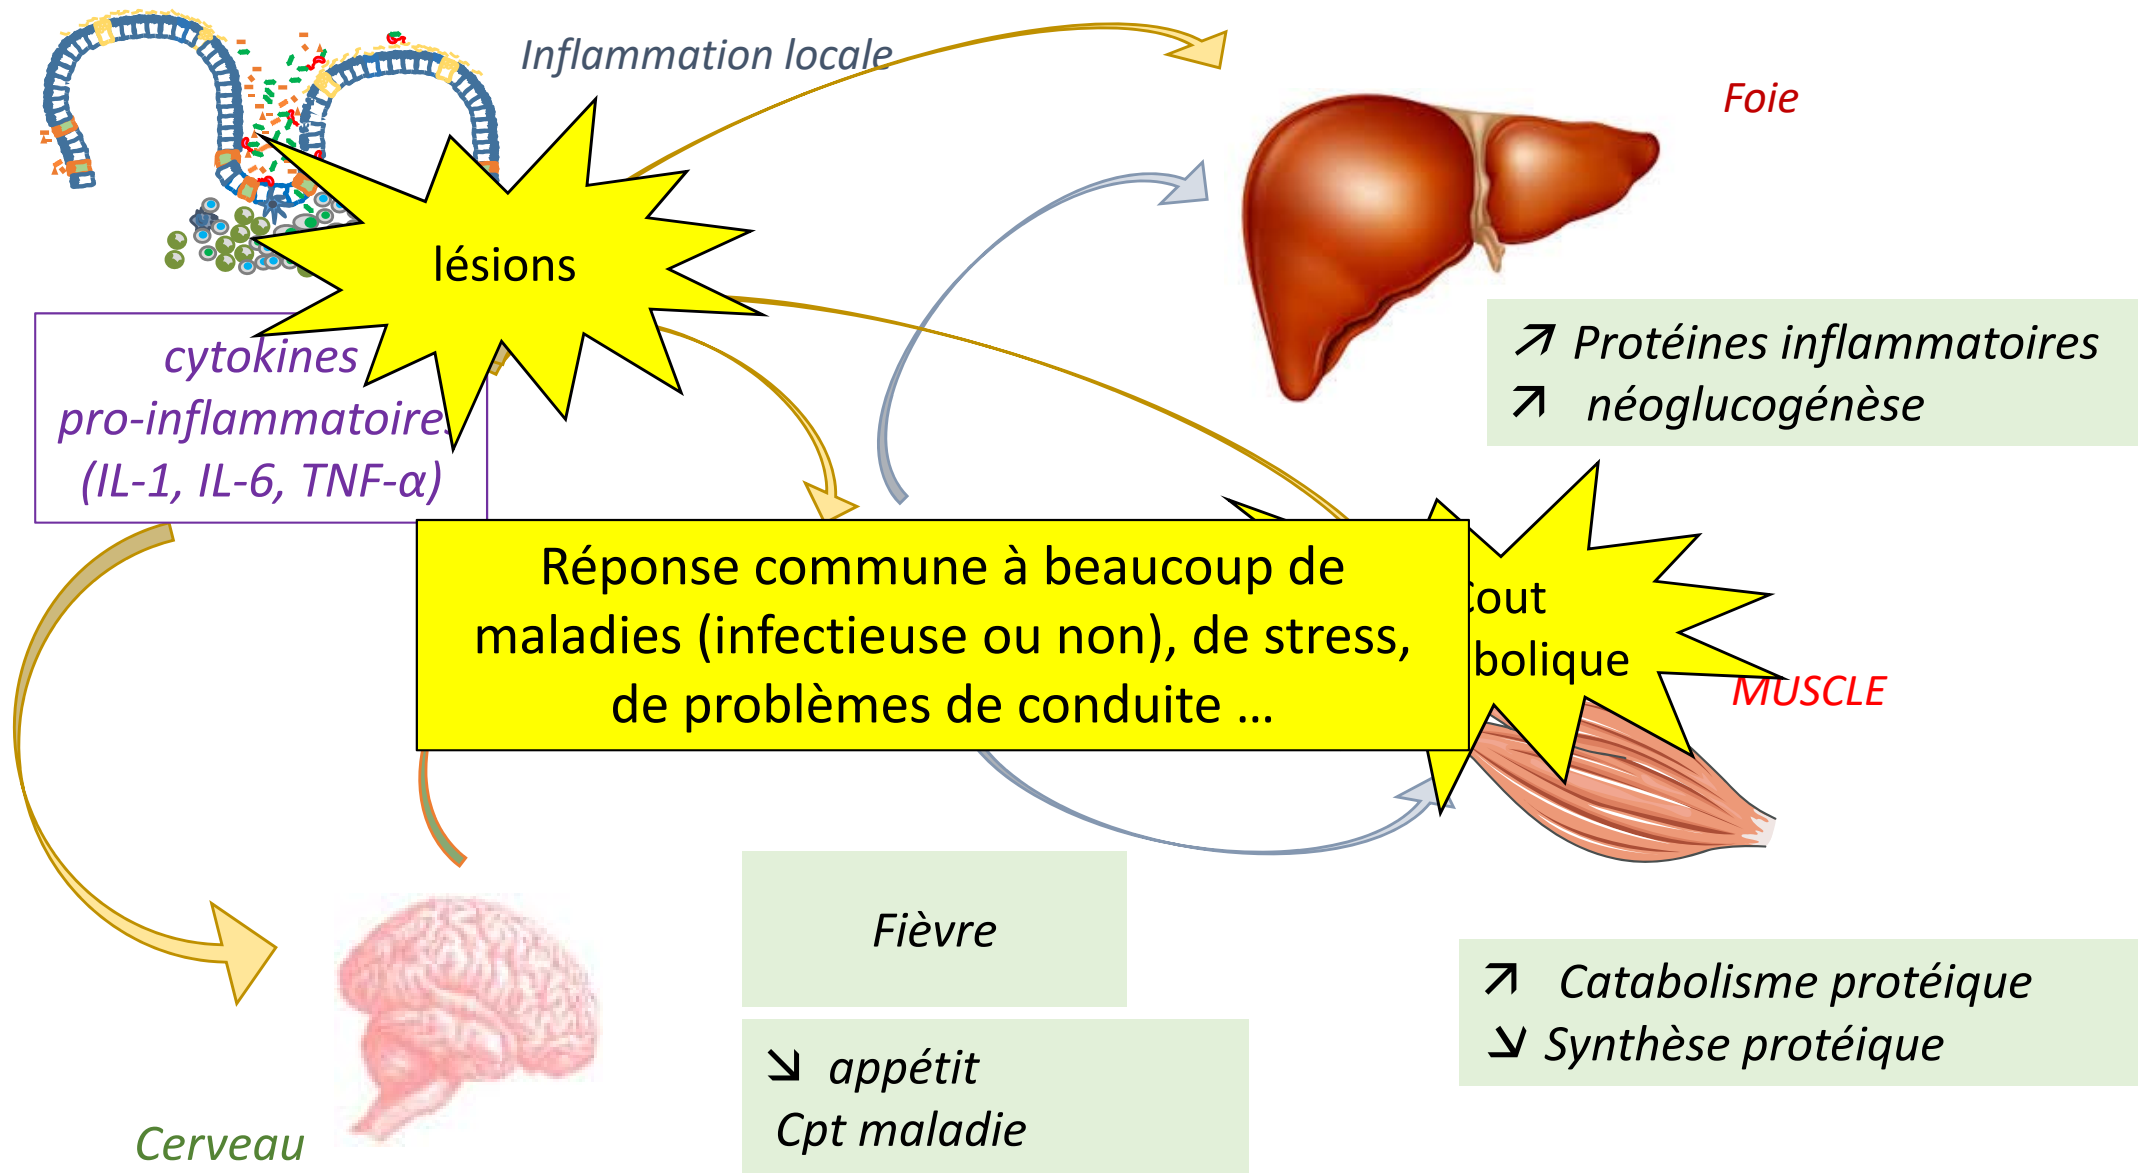 Inflammation locale
Foie
lésions
cytokines
pro-inflammatoires
(IL-1, IL-6, TNF-α)
↗ Protéines inflammatoires
↗ néoglucogénèse
Réponse commune à beaucoup de
maladies (infectieuse ou non), de stress,
de problèmes de conduite ...
Cout
bolique
MUSCLE
Fièvre
↘ appétit
Cpt maladie
↗ Catabolisme protéique
↘ Synthèse protéique
Cerveau